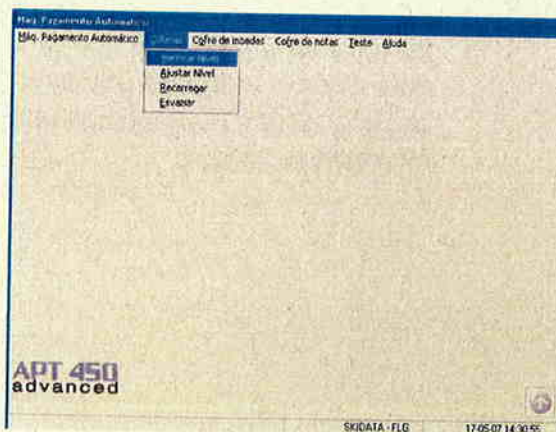 Maq. Pagamento Automático
Máq. Pagamento Automático Cofre de moedas Cofre de notas Teste Ajuda
Ajustar Nível
Recarregar
Esvaziar
APT 450
advanced
SKIDATA - FLG 17-05-07 14:30:55